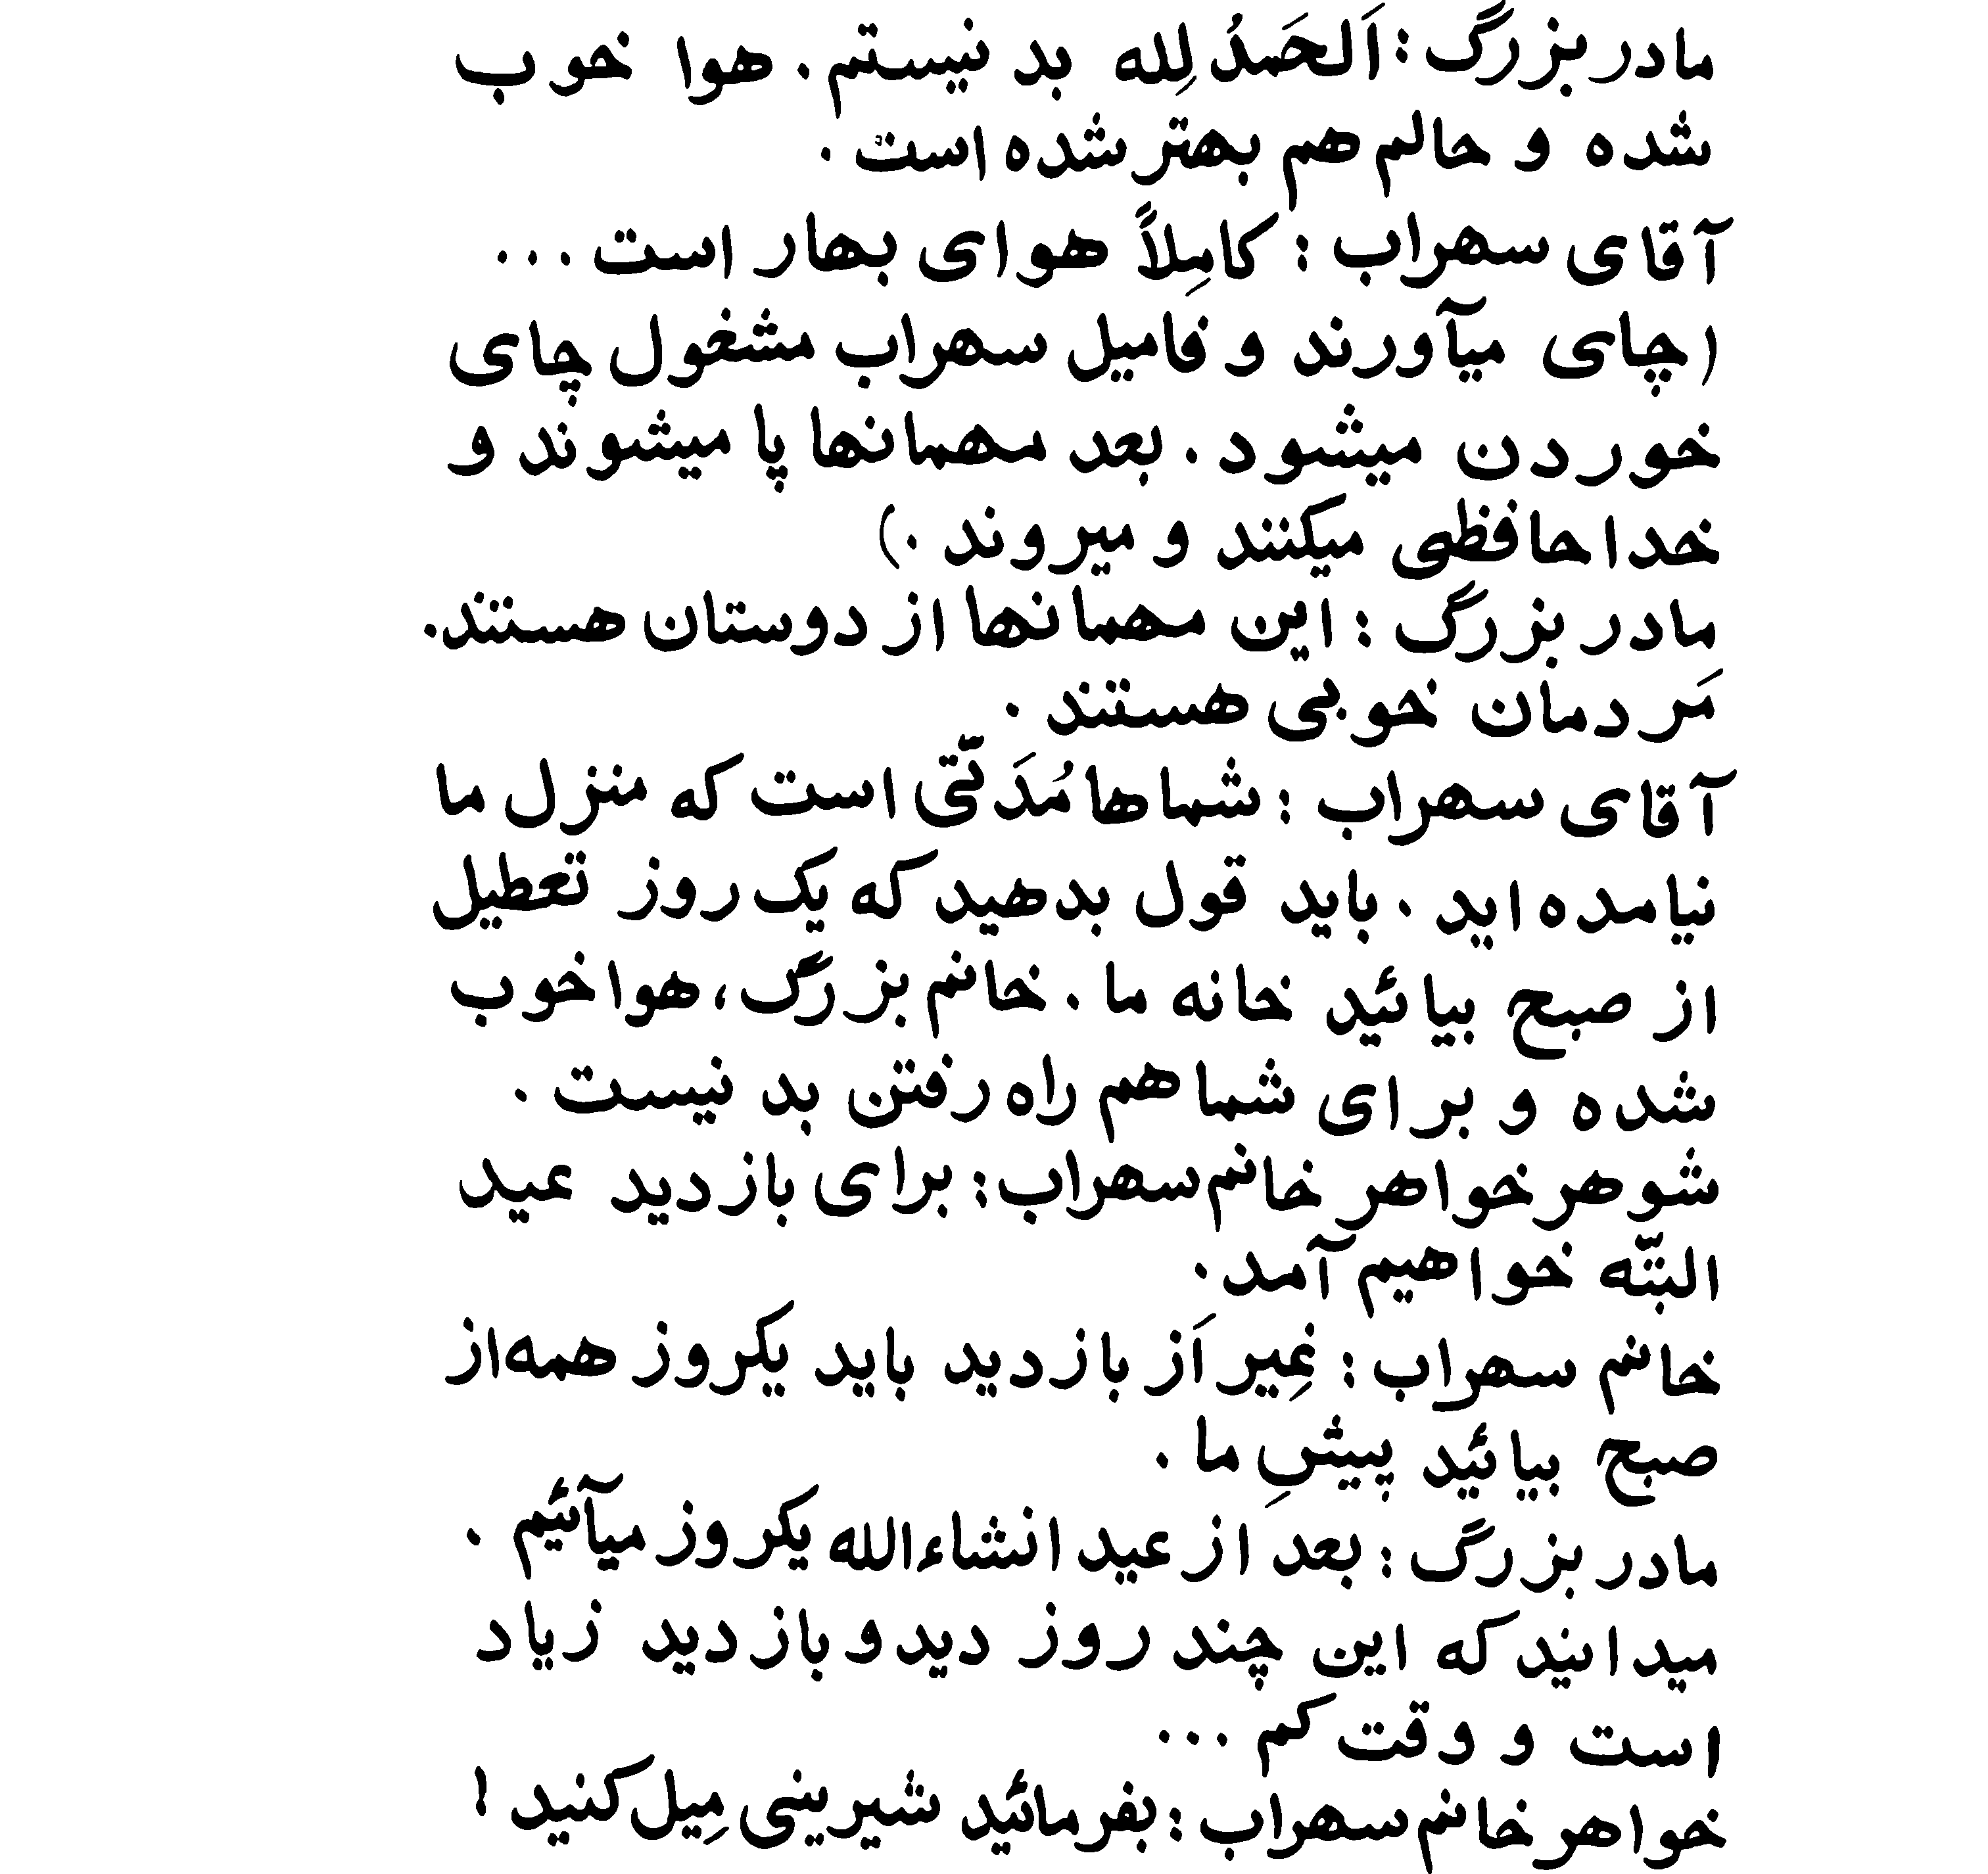 مادر بزرگ : اَلحَمدُ لِله بد نیستم . هوا خوب
شده و حالم هم بهتر شده است .
آقای سهراب : کامِلاً هوای بهار است ...
(چای میآورند و فامیل سهراب مشغول چای
خوردن میشود . بعد مهمانها پا میشوند و
خداحافظی میکنند و میروند .)
مادر بزرگ : این مهمانها از دوستان هستند .
مَردمان خوبی هستند .
آقای سهراب : شماها مُدَتّی است که منزل ما
نیامده اید . باید قول بدهید که یک روز تعطیل
از صبح بیائید خانه ما . خانم بزرگ ، هوا خوب
شده و برای شما هم راه رفتن بد نیست .
شوهر خواهر خانم سهراب : برای بازدید عید
البتّه خواهیم آمد .
خانم سهراب : غِیر اَز بازدید باید یکروز همه از
صبح بیائید پیشِ ما .
مادر بزرگ : بعد از عید انشاءالله یکروز میآئیم .
میدانید که این چند روز دید و بازدید زیاد
است و وقت کم ...
خواهر خانم سهراب : بفرمائید شیرینی مِیل کنید !